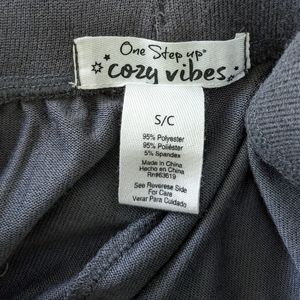 One Step up®
cozy vibes
S/C
95% Polyester
95% Poliéster
5% Spandex
Made in China
Hecho en China
Rn#63619
See Reverese Side
For Care
Verar Para Cuidado